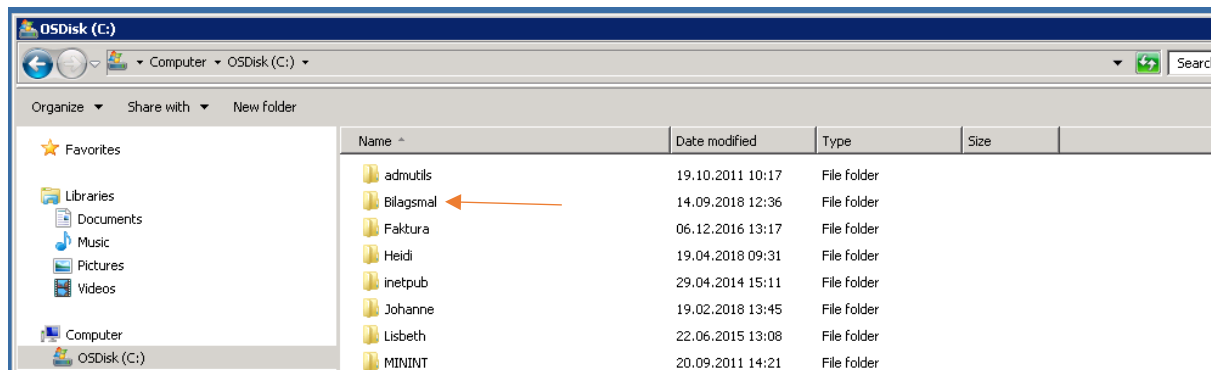 OSDisk (C:)
Computer OSDisk (C:) Searc
Organize Share with New folder
Name Date modified Type Size
Favorites
admutils 19.10.2011 10:17 File folder
Libraries
Bilagsmal 14.09.2018 12:36 File folder
Documents
Faktura 06.12.2016 13:17 File folder
Music
Heidi 19.04.2018 09:31 File folder
Pictures
inetpub 29.04.2014 15:11 File folder
Videos
Johanne 19.02.2018 13:45 File folder
Computer
Lisbeth 22.06.2015 13:08 File folder
OSDisk (C:)
MININT 20.09.2011 14:21 File folder